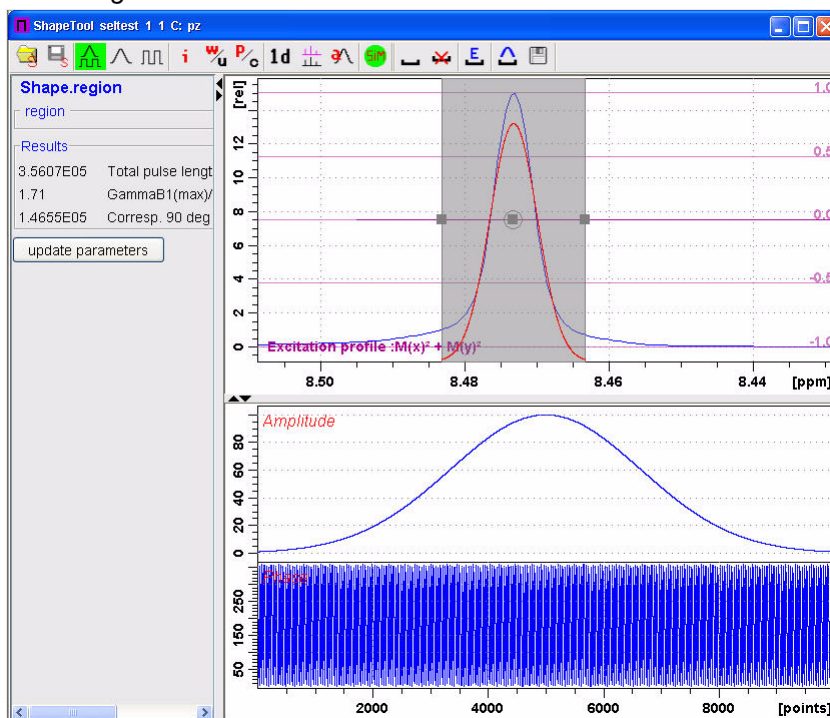 ShapeTool seltest 1 1 C: pz
i w/u P/c 1d SIM E
Shape.region
region
Results
3.5607E05 Total pulse lengt
1.71 GammaB1(max)/
1.4655E05 Corresp. 90 deg
update parameters
[rel]
12
10
8
6
4
2
0
1.0
0.5
0.0
-0.5
-1.0
Excitation profile :M(x)² + M(y)²
8.50 8.48 8.46 8.44 [ppm]
Amplitude
80
60
40
20
0
Phase
250
150
50
2000 4000 6000 8000 [points]